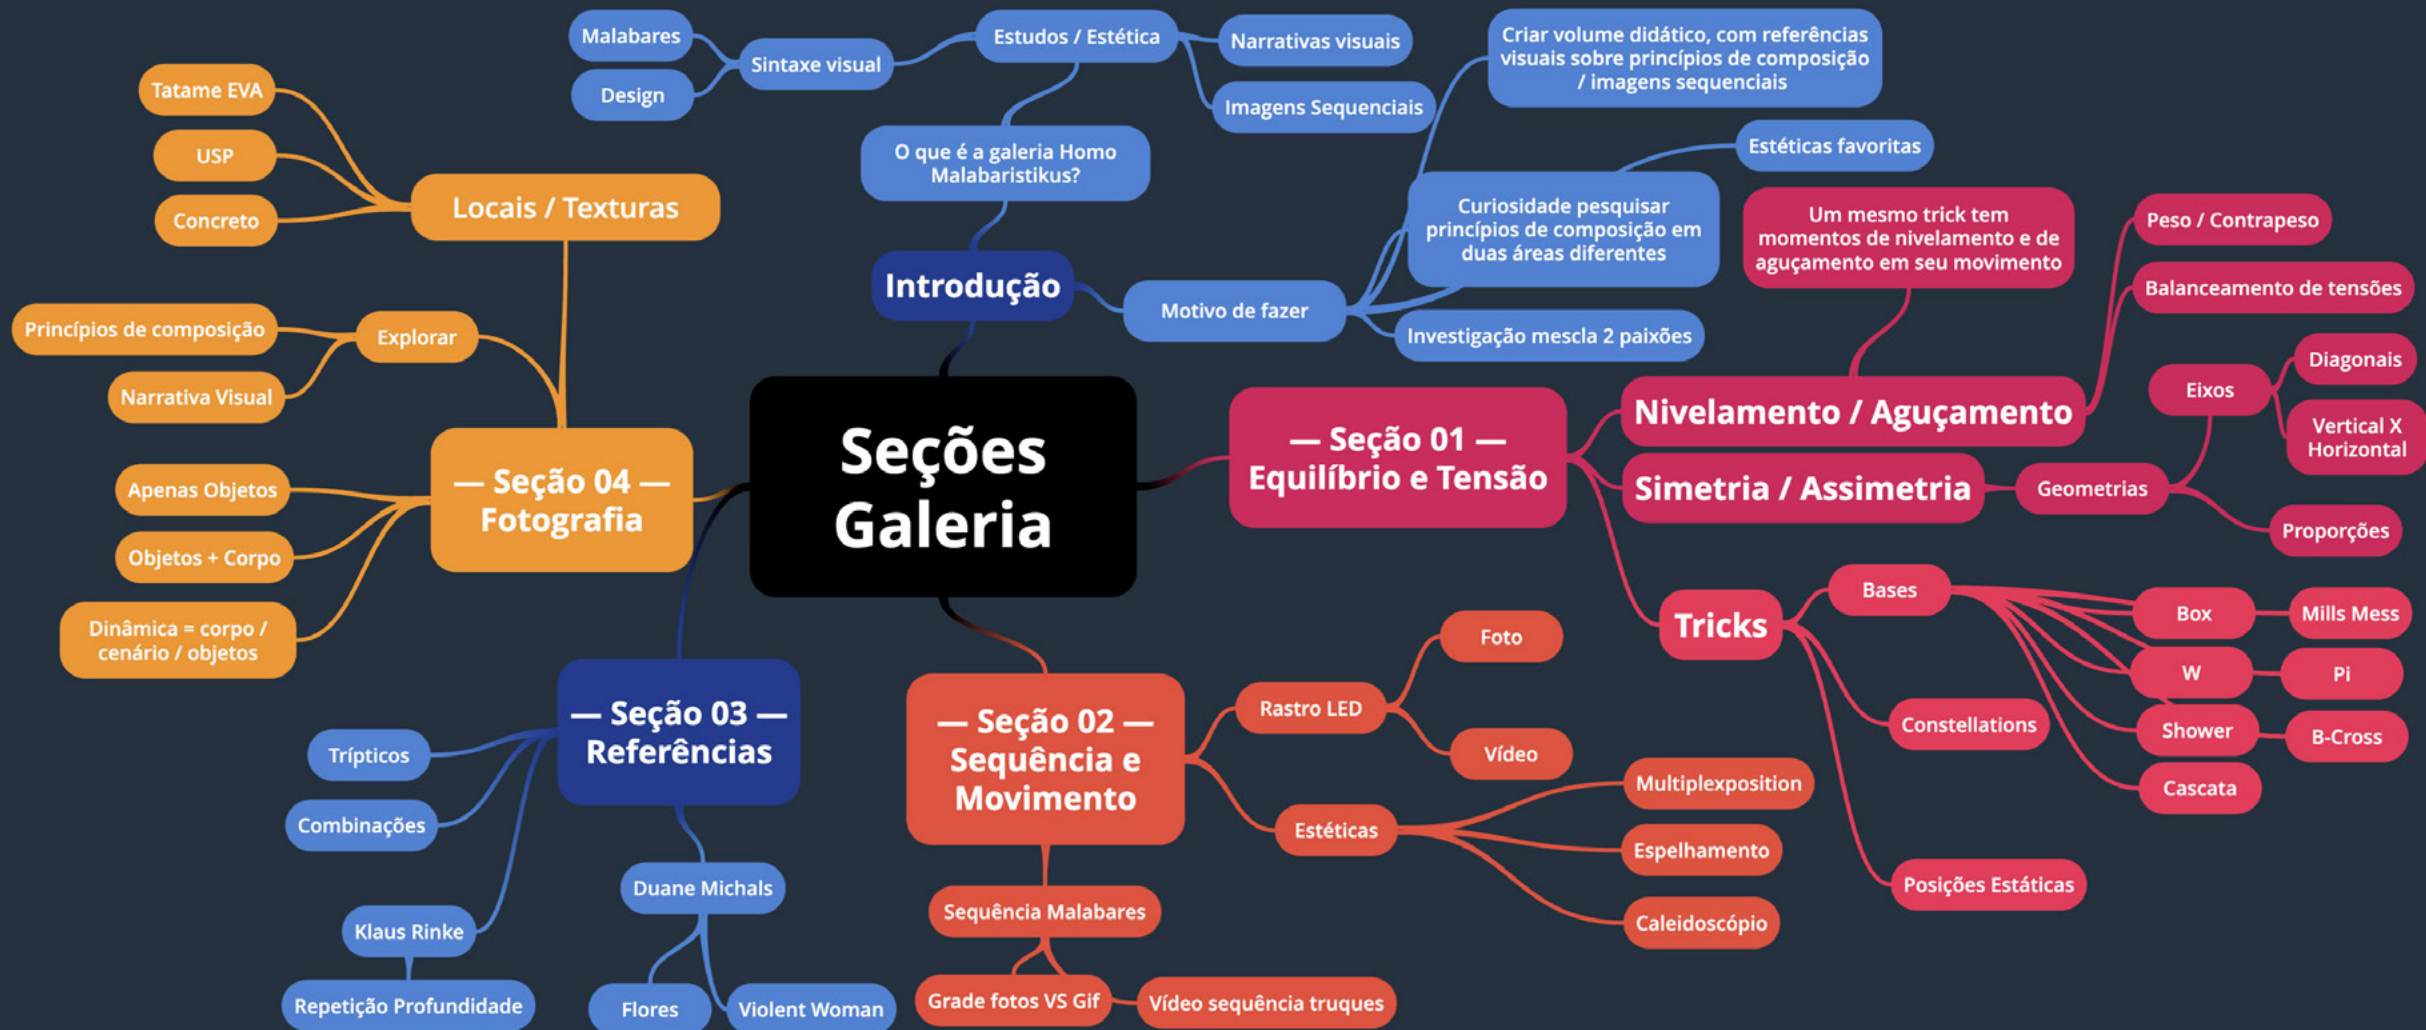 Seções
Galeria
Introdução
O que é a galeria Homo
Malabaristikus?
Estudos / Estética
Sintaxe visual
Malabares
Design
Narrativas visuais
Imagens Sequenciais
Motivo de fazer
Criar volume didático, com referências
visuais sobre princípios de composição
/ imagens sequenciais
Estéticas favoritas
Curiosidade pesquisar
princípios de composição em
duas áreas diferentes
Investigação mescla 2 paixões
— Seção 01 —
Equilíbrio e Tensão
Nivelamento / Aguçamento
Um mesmo trick tem
momentos de nivelamento e de
aguçamento em seu movimento
Peso / Contrapeso
Balanceamento de tensões
Simetria / Assimetria
Geometrias
Eixos
Diagonais
Vertical X
Horizontal
Proporções
Tricks
Bases
Box
Mills Mess
W
Pi
Shower
B-Cross
Cascata
Constellations
Posições Estáticas
— Seção 02 —
Sequência e
Movimento
Rastro LED
Foto
Vídeo
Estéticas
Multiplexposition
Espelhamento
Caleidoscópio
Sequência Malabares
Grade fotos VS Gif
Vídeo sequência truques
— Seção 03 —
Referências
Trípticos
Combinações
Klaus Rinke
Repetição Profundidade
Duane Michals
Flores
Violent Woman
— Seção 04 —
Fotografia
Locais / Texturas
Tatame EVA
USP
Concreto
Explorar
Princípios de composição
Narrativa Visual
Apenas Objetos
Objetos + Corpo
Dinâmica = corpo /
cenário / objetos